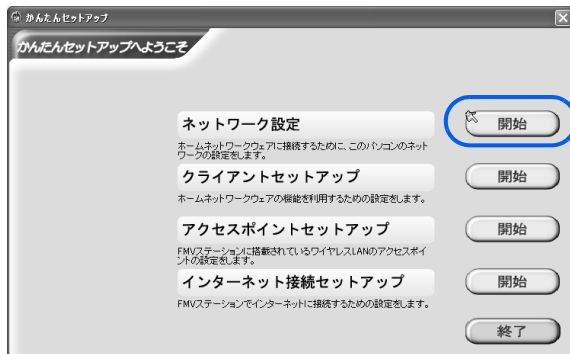 かんたんセットアップ
かんたんセットアップへようこそ
ネットワーク設定
開始
ホームネットワークウェアに接続するために、このパソコンのネット
ワークの設定をします。
クライアントセットアップ
開始
ホームネットワークウェアの機能を利用するための設定をします。
アクセスポイントセットアップ
開始
FMVステーションに搭載されているワイヤレスLANのアクセスポイ
ントの設定をします。
インターネット接続セットアップ
開始
FMVステーションでインターネットに接続するための設定をします。
終了